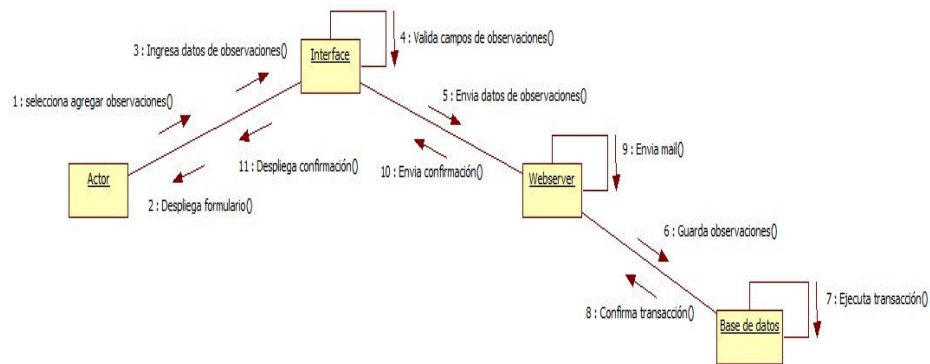 4 : Valida campos de observaciones()
3 : Ingresa datos de observaciones()
Interface
1 : selecciona agregar observaciones()
5 : Envia datos de observaciones()
9 : Envia mail()
11 : Despliega confirmación()
10 : Envia confirmación()
Actor
Webserver
2 : Despliega formulario()
6 : Guarda observaciones()
7 : Ejecuta transacción()
8 : Confirma transacción()
Base de datos